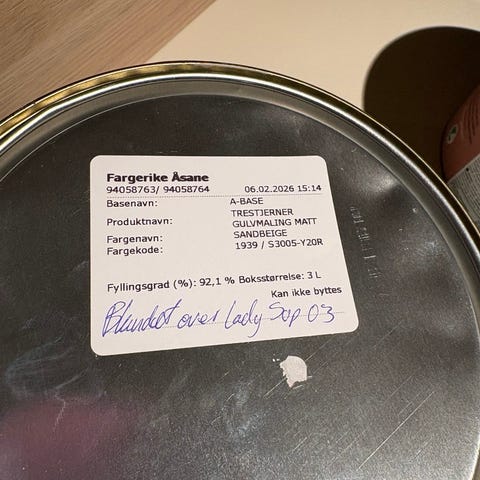 Fargerike Åsane
94058763/ 94058764 06.02.2026 15:14
Basenavn: A-BASE
Produktnavn: TRESTJERNER GULVMALING MATT
Fargenavn: SANDBEIGE
Fargekode: 1939 / S3005-Y20R
Fyllingsgrad (%): 92,1 % Boksstørrelse: 3 L
Kan ikke byttes
Blandet over Lady Sop 03